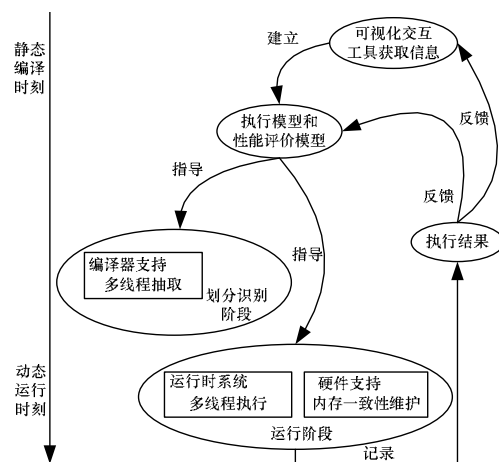 静态
编译
时刻
可视化交互
工具获取信息
建立
反馈
执行模型和
性能评价模型
指导
反馈
执行结果
指导
编译器支持
多线程抽取
划分识别
阶段
动态
运行
时刻
运行时系统
多线程执行
硬件支持
内存一致性维护
运行阶段
记录